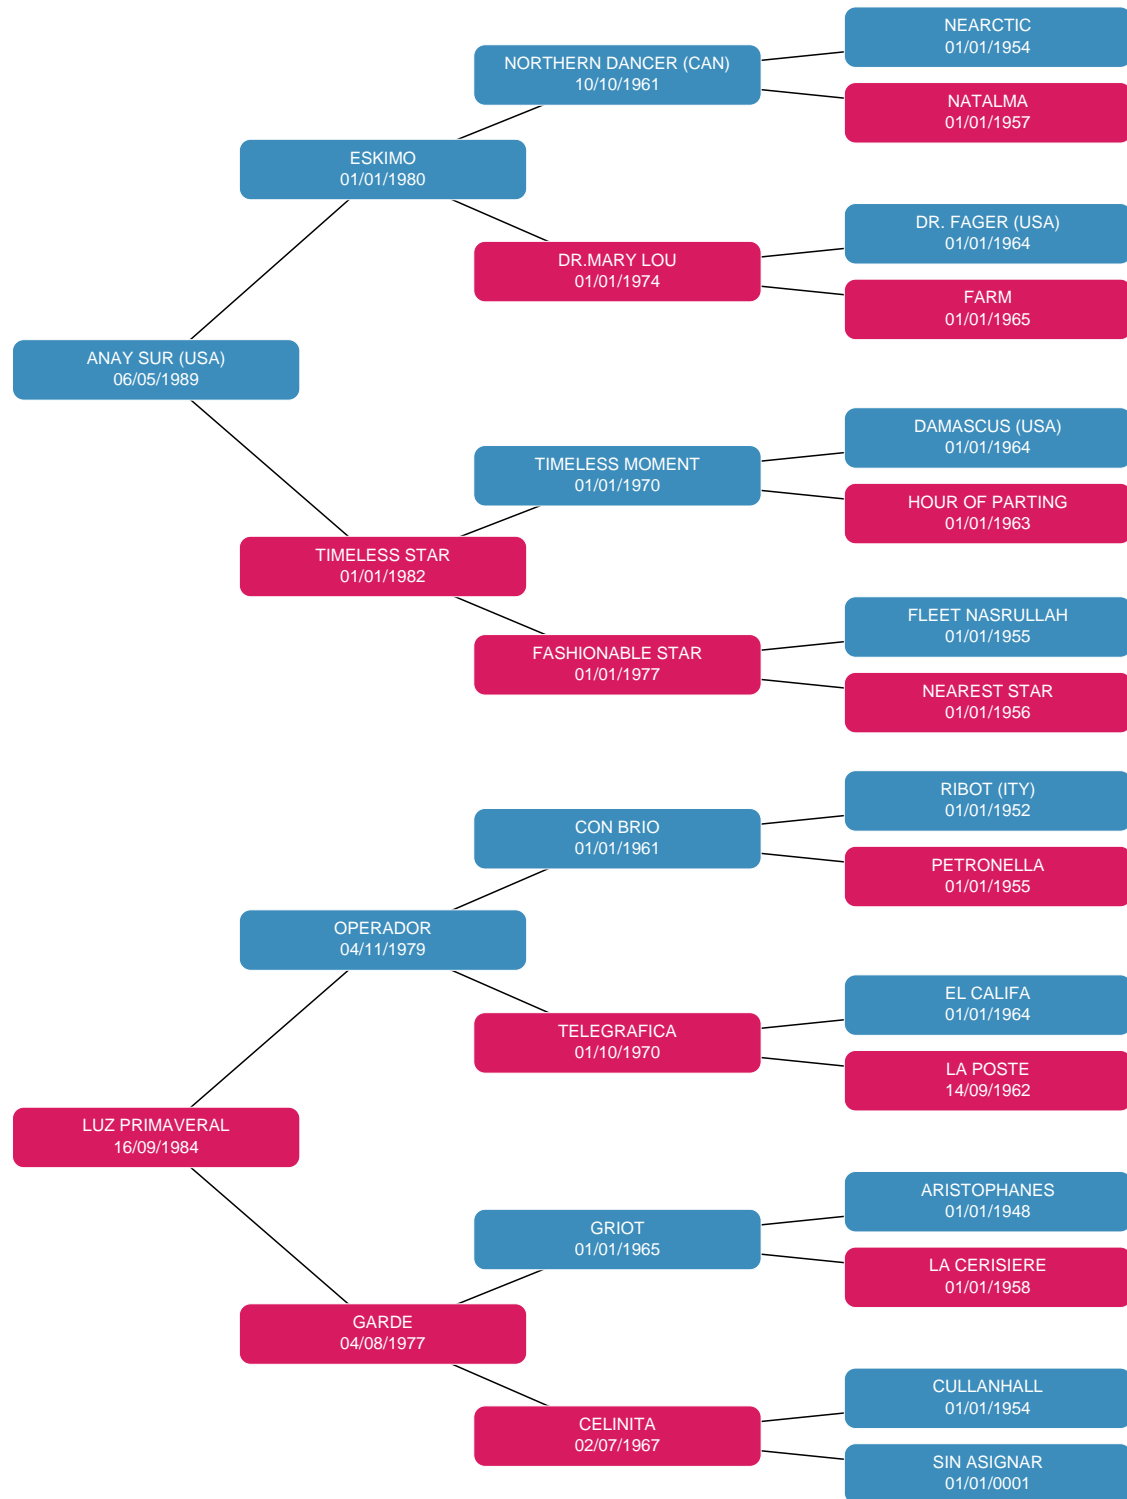 NEARCTIC
01/01/1954
NORTHERN DANCER (CAN)
10/10/1961
NATALMA
01/01/1957
ESKIMO
01/01/1980
DR. FAGER (USA)
01/01/1964
DR.MARY LOU
01/01/1974
FARM
01/01/1965
ANAY SUR (USA)
06/05/1989
DAMASCUS (USA)
01/01/1964
TIMELESS MOMENT
01/01/1970
HOUR OF PARTING
01/01/1963
TIMELESS STAR
01/01/1982
FLEET NASRULLAH
01/01/1955
FASHIONABLE STAR
01/01/1977
NEAREST STAR
01/01/1956
RIBOT (ITY)
01/01/1952
CON BRIO
01/01/1961
PETRONELLA
01/01/1955
OPERADOR
04/11/1979
EL CALIFA
01/01/1964
TELEGRAFICA
01/10/1970
LA POSTE
14/09/1962
LUZ PRIMAVERAL
16/09/1984
ARISTOPHANES
01/01/1948
GRIOT
01/01/1965
LA CERISIERE
01/01/1958
GARDE
04/08/1977
CULLANHALL
01/01/1954
CELINITA
02/07/1967
SIN ASIGNAR
01/01/0001